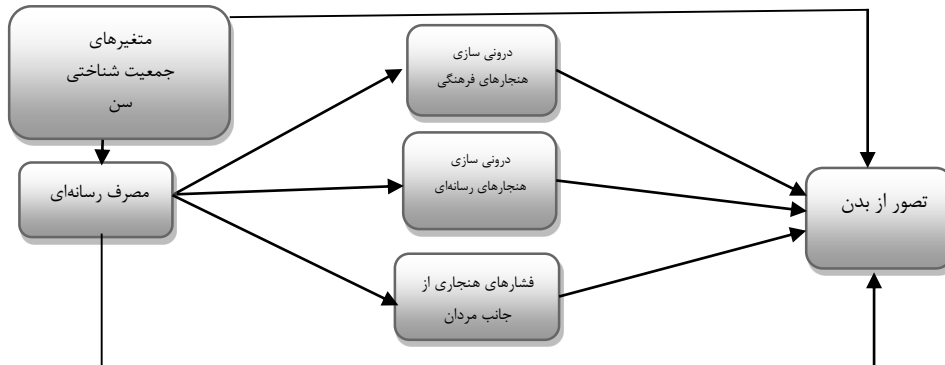 متغیرهای
جمعیت شناختی
سن
مصرف رسانه‌ای
درونی سازی
هنجارهای فرهنگی
درونی سازی
هنجارهای رسانه‌ای
فشارهای هنجاری از
جانب مردان
تصور از بدن